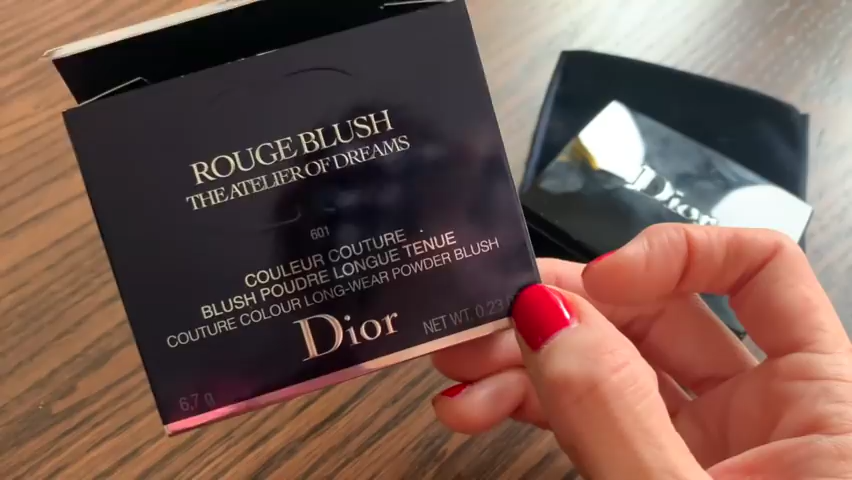 ROUGE BLUSH
THE ATELIER OF DREAMS
601
COULEUR COUTURE
BLUSH POUDRE LONGUE TENUE
COUTURE COLOUR LONG-WEAR POWDER BLUSH
Dior
NET WT. 0.23
6,7 g
Dior